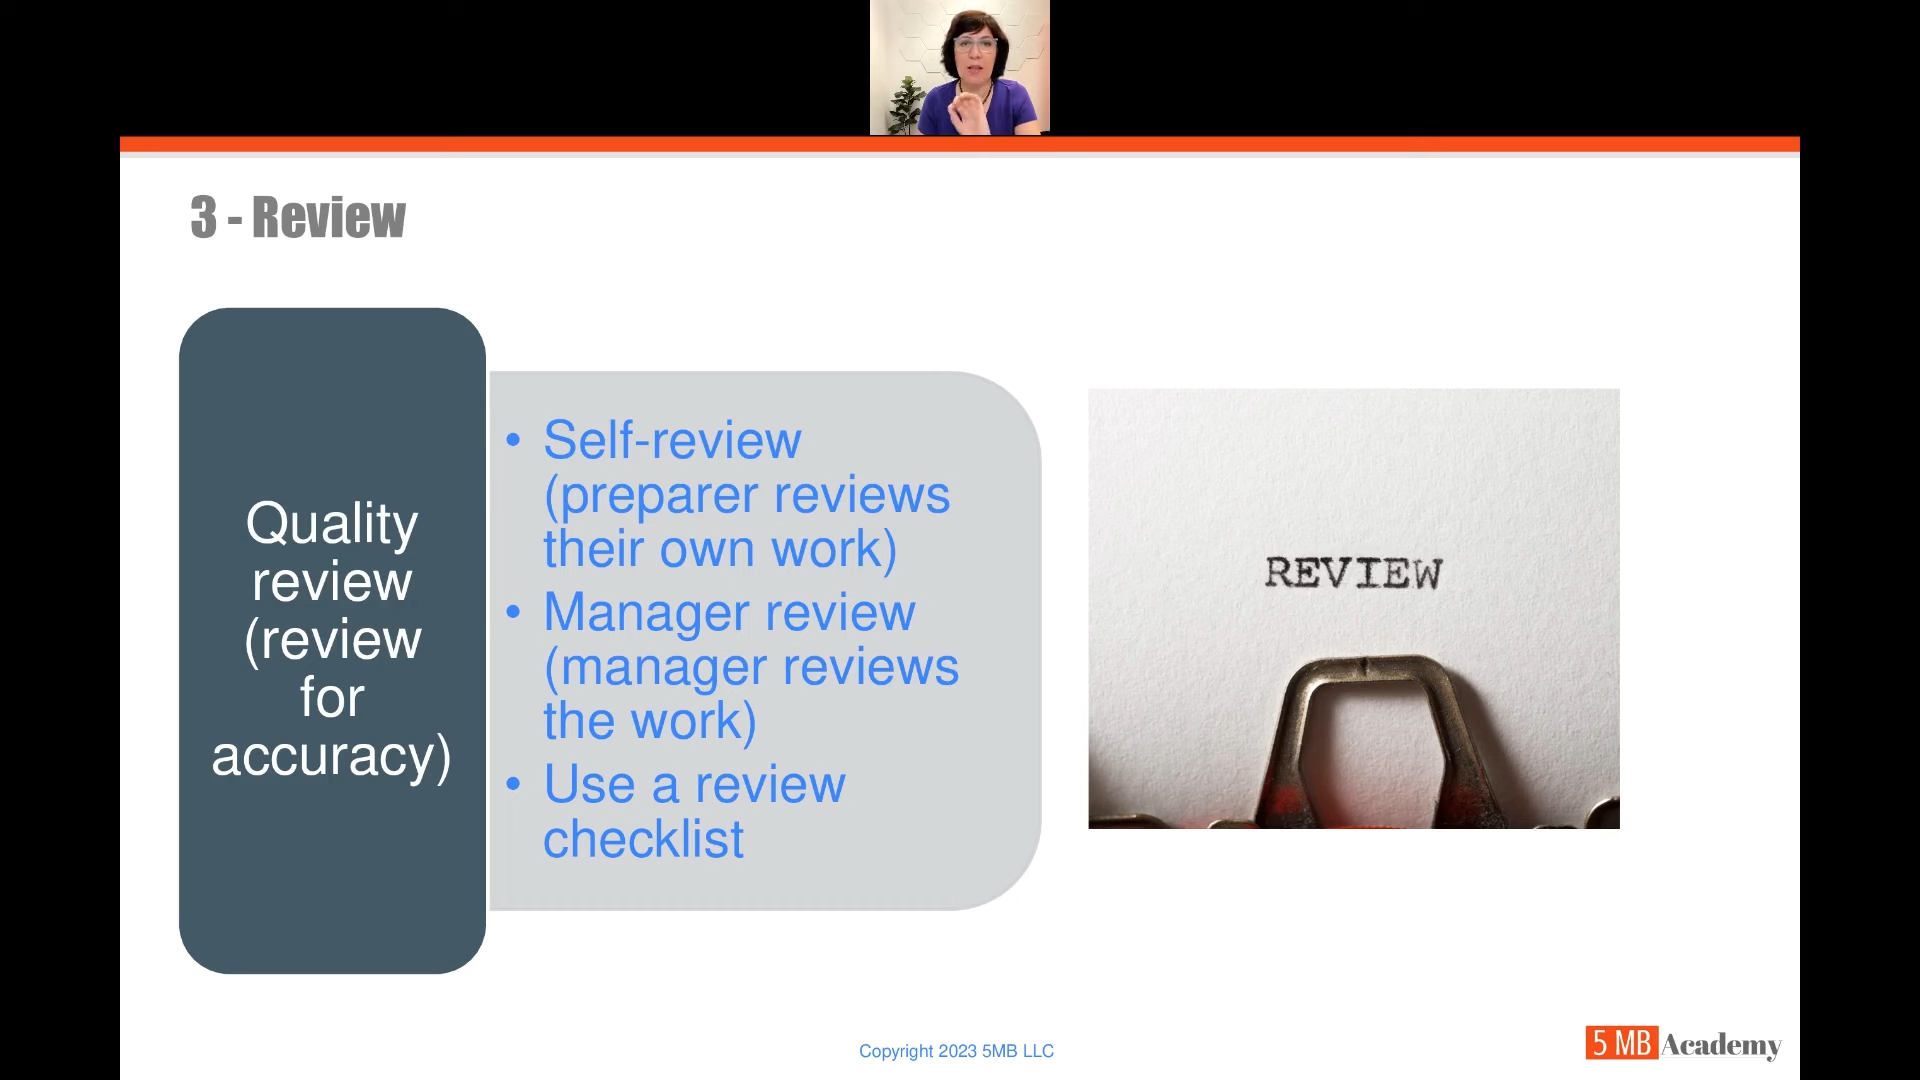 3 - Review
Quality
review
(review
for
accuracy)
• Self-review
(preparer reviews
their own work)
• Manager review
(manager reviews
the work)
• Use a review
checklist
REVIEW
Copyright 2023 5MB LLC
5 MB Academy